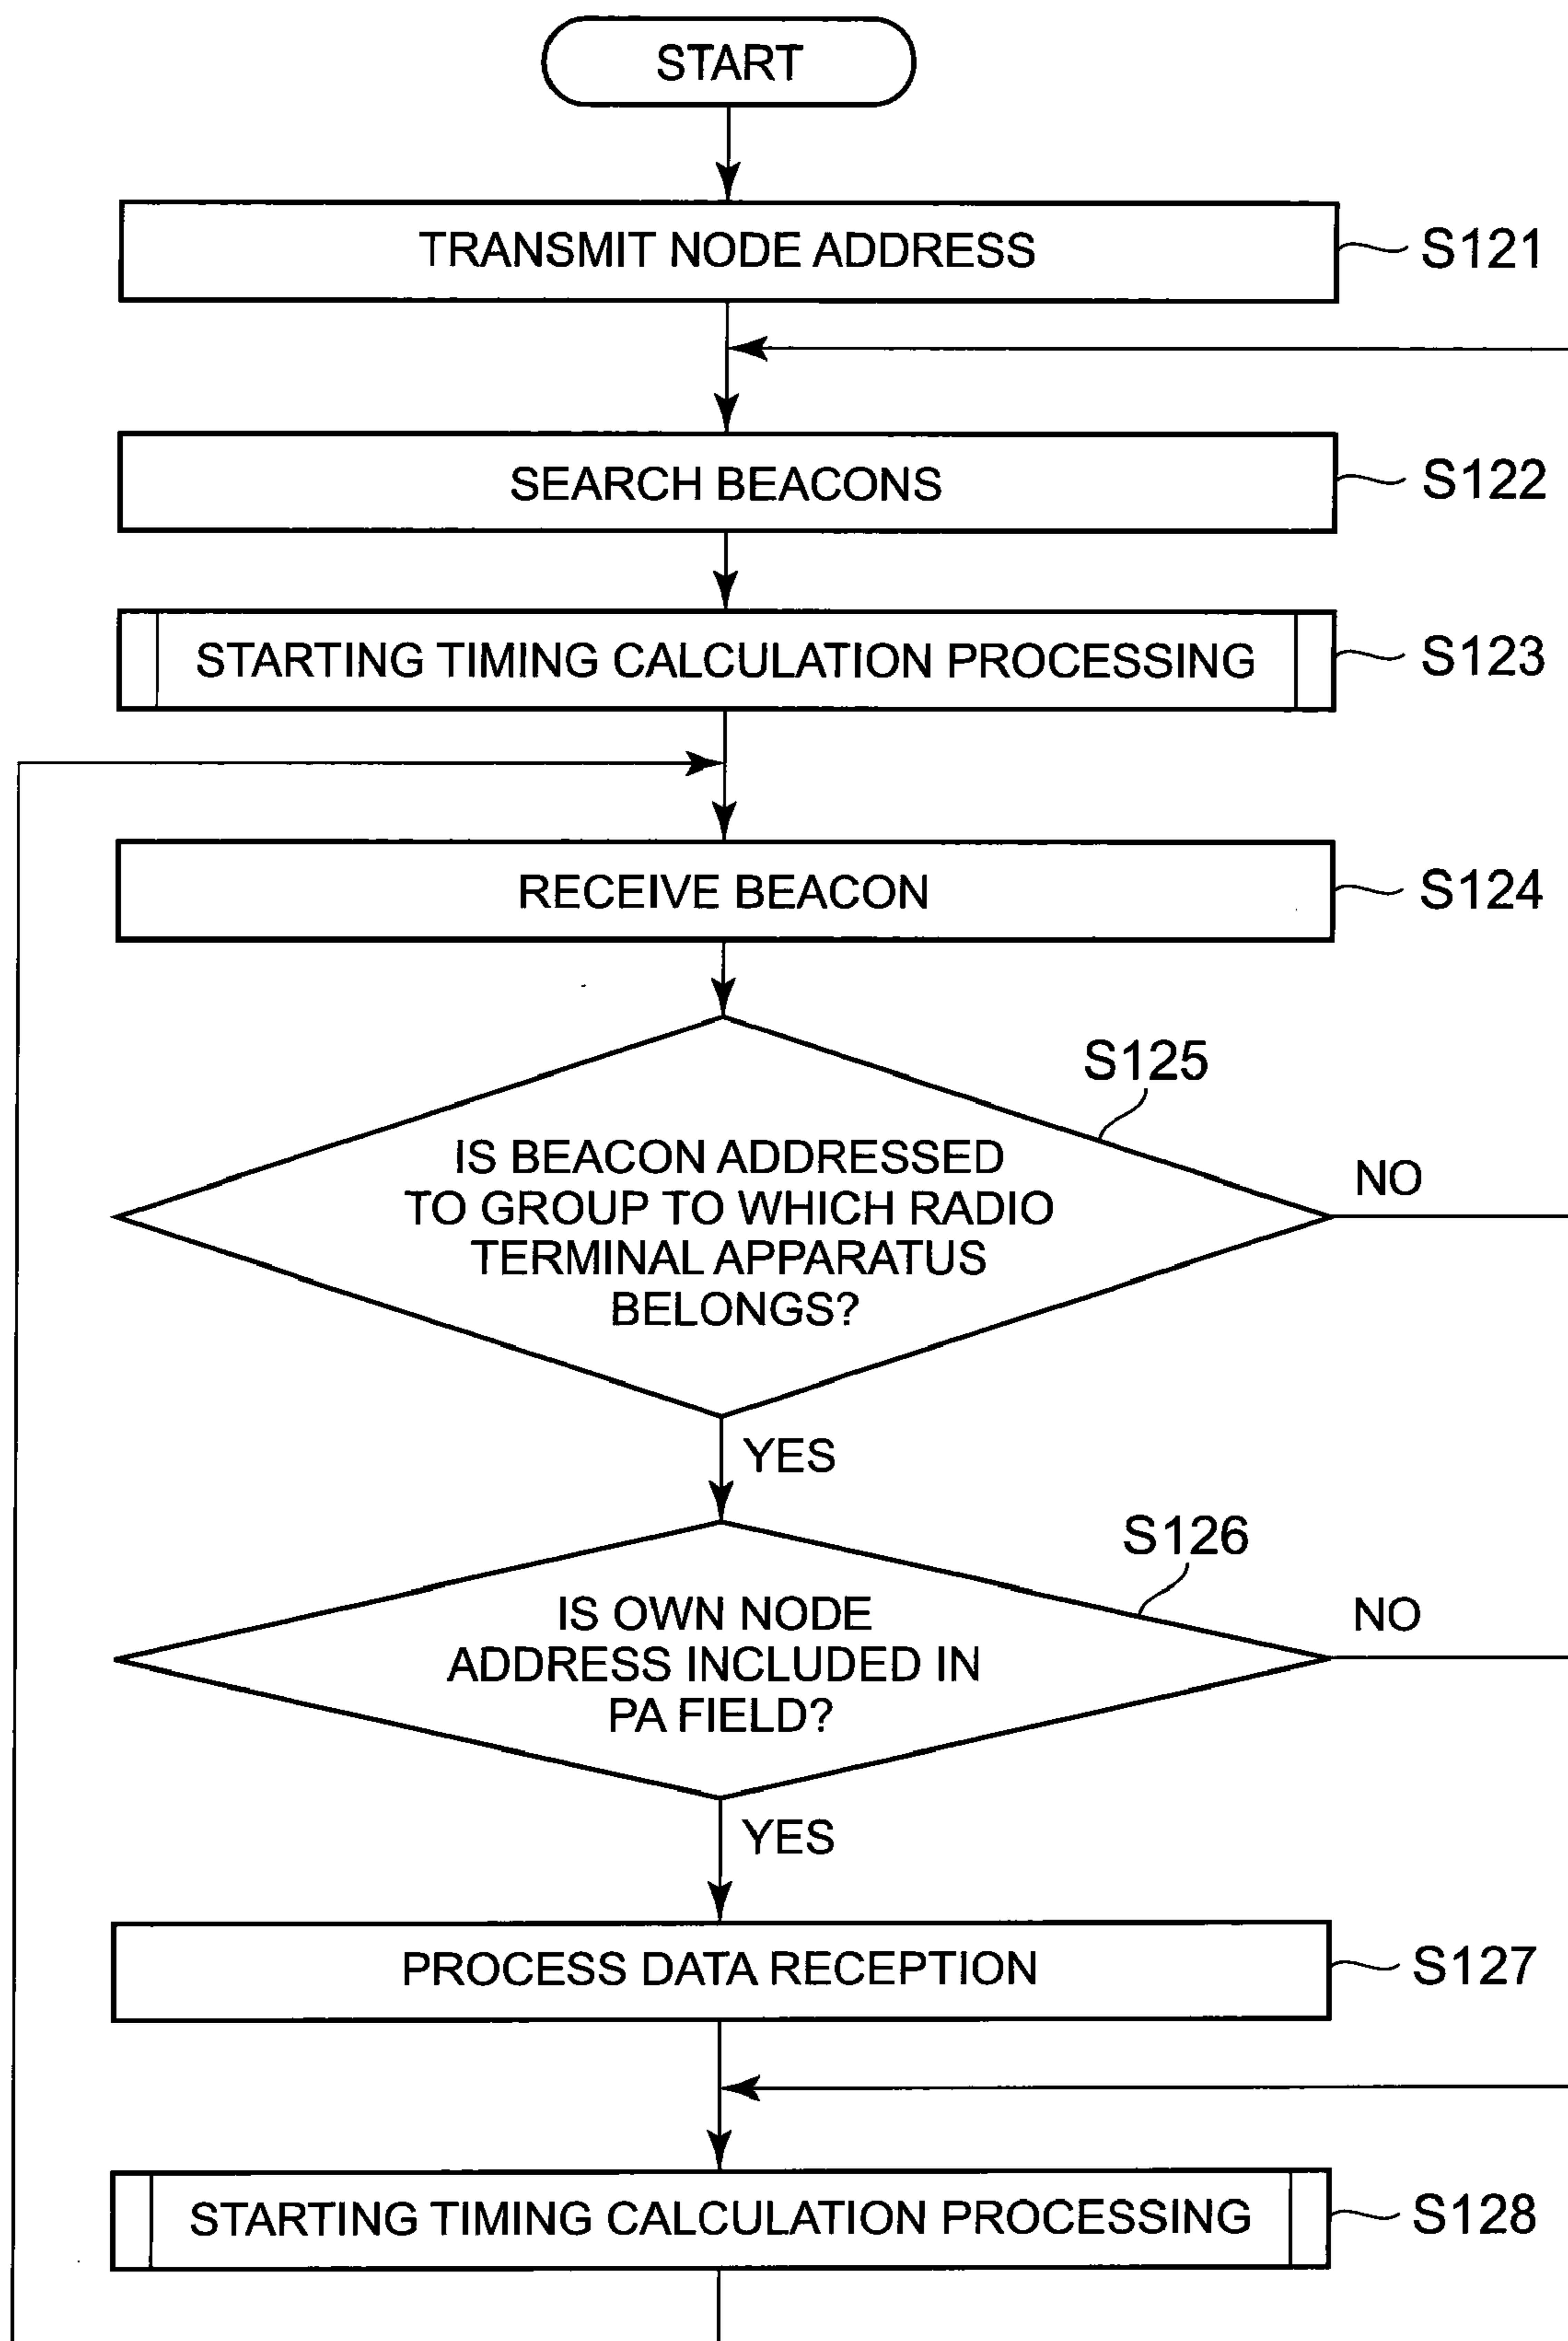 START
TRANSMIT NODE ADDRESS
S121
SEARCH BEACONS
S122
STARTING TIMING CALCULATION PROCESSING
S123
RECEIVE BEACON
S124
S125
IS BEACON ADDRESSED
TO GROUP TO WHICH RADIO
TERMINAL APPARATUS
BELONGS?
NO
YES
S126
IS OWN NODE
ADDRESS INCLUDED IN
PA FIELD?
NO
YES
PROCESS DATA RECEPTION
S127
STARTING TIMING CALCULATION PROCESSING
S128